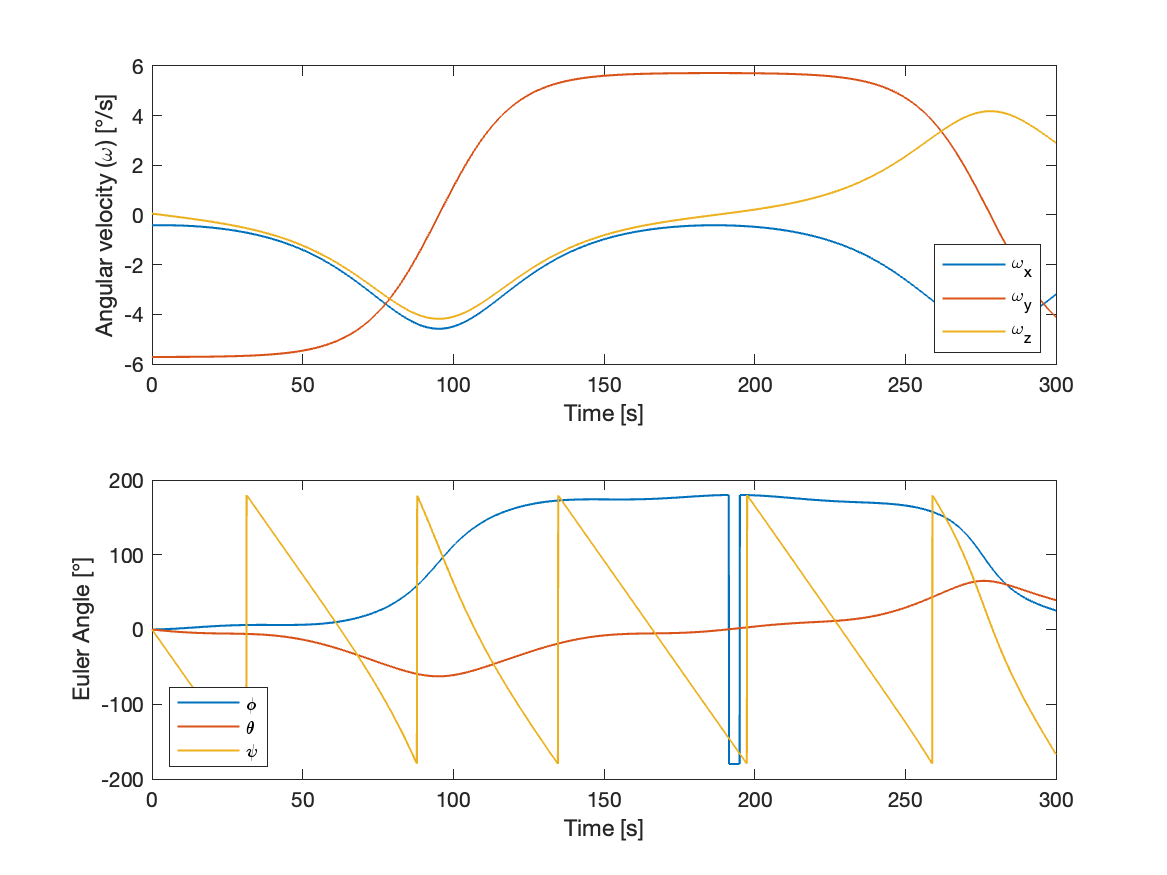 6
4
2
0
-2
-4
-6
Angular velocity (ω) [°/s]
0 50 100 150 200 250 300
Time [s]
ωx
ωy
ωz
200
100
0
-100
-200
Euler Angle [°]
0 50 100 150 200 250 300
Time [s]
ϕ
θ
ψ